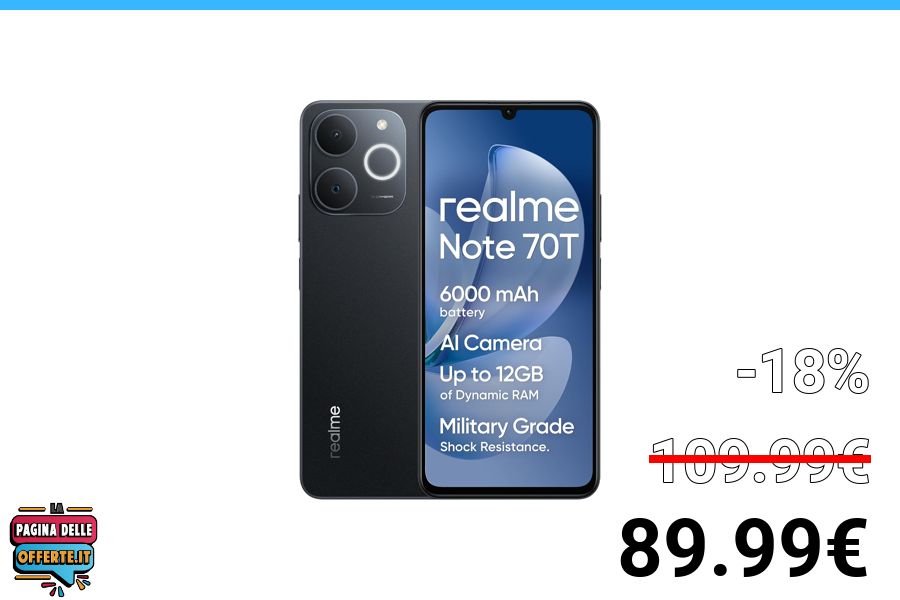 realme
Note 70T
6000 mAh
battery
AI Camera
Up to 12GB
of Dynamic RAM
Military Grade
Shock Resistance.
realme
-18%
109.99€
89.99€
LA
PAGINA DELLE
OFFERTE.IT